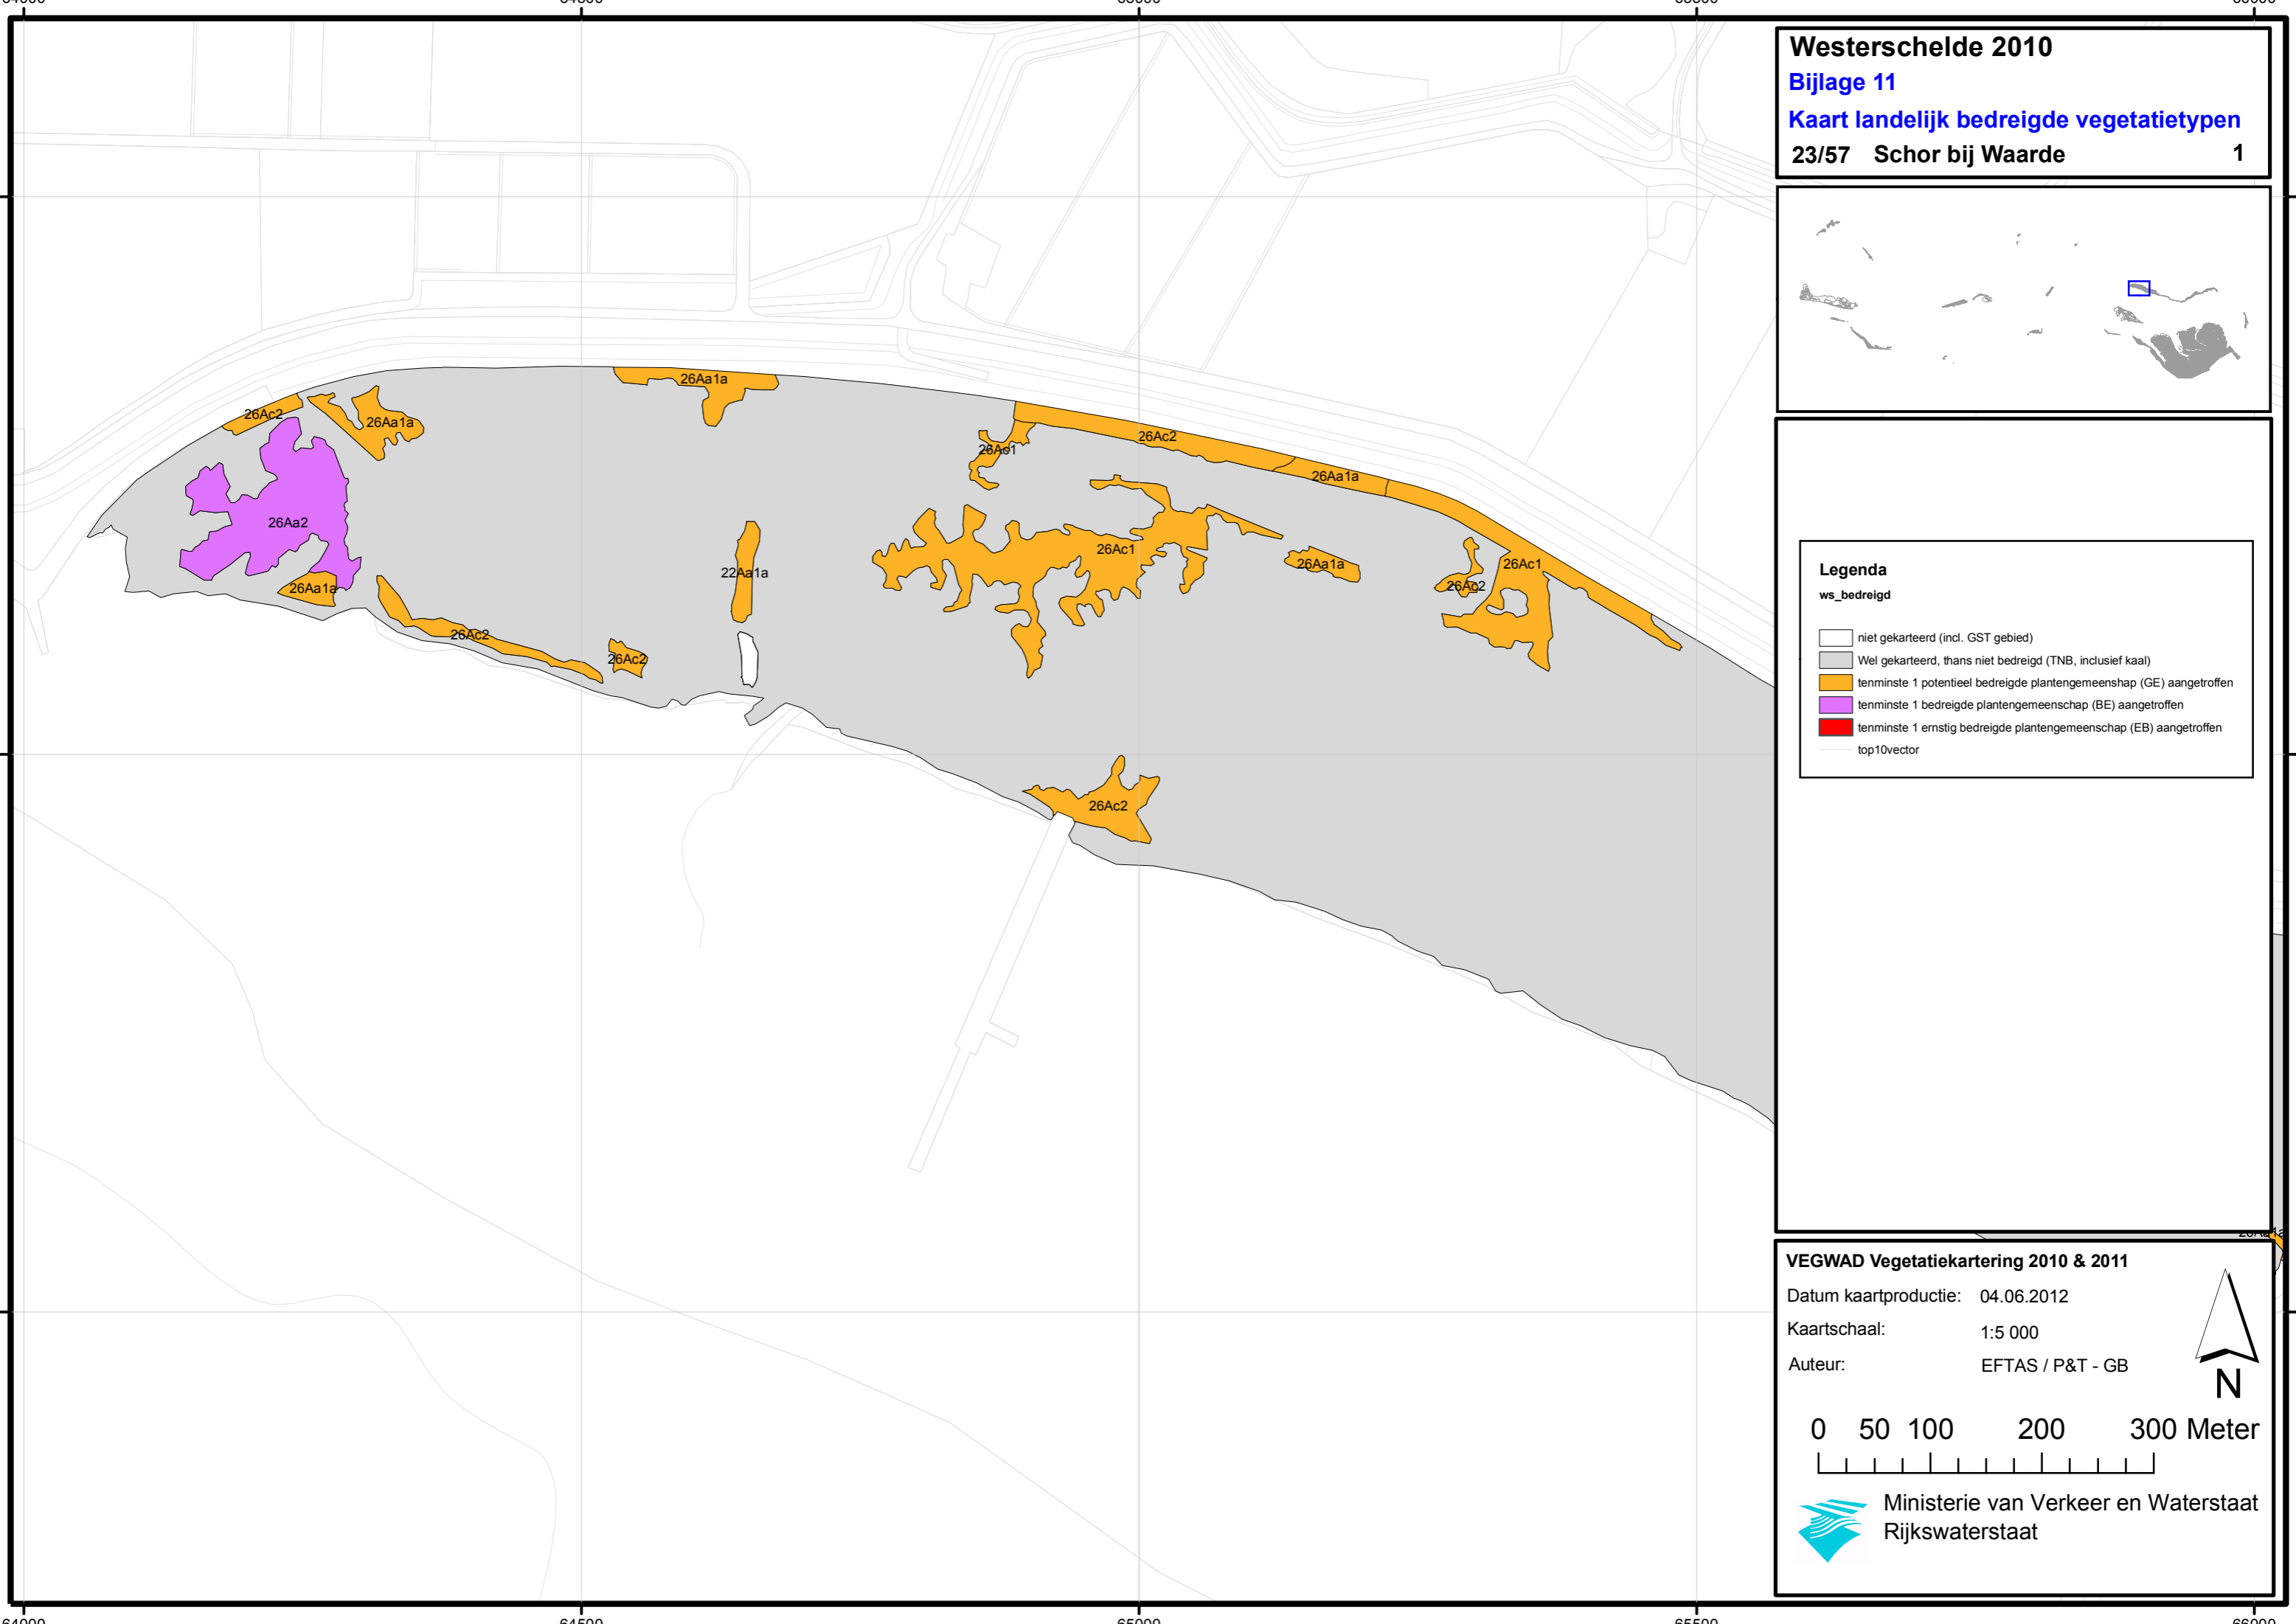 Westerschelde 2010
Bijlage 11
Kaart landelijk bedreigde vegetatietypen
23/57 Schor bij Waarde 1
26Aa1a
26Ac2
26Aa1a
26Ac2
26Ac1
26Aa1a
26Aa2
26Ac1
22Aa1a
26Aa1a
26Ac1
26Ac2
26Aa1a
26Ac2
26Ac2
26Ac2
Legenda
ws_bedreigd
niet gekarteerd (incl. GST gebied)
Wel gekarteerd, thans niet bedreigd (TNB, inclusief kaal)
tenminste 1 potentieel bedreigde plantengemeenshap (GE) aangetroffen
tenminste 1 bedreigde plantengemeenschap (BE) aangetroffen
tenminste 1 ernstig bedreigde plantengemeenschap (EB) aangetroffen
top10vector
VEGWAD Vegetatiekartering 2010 & 2011
Datum kaartproductie: 04.06.2012
Kaartschaal: 1:5 000
Auteur: EFTAS / P&T - GB
N
0 50 100 200 300 Meter
Ministerie van Verkeer en Waterstaat
Rijkswaterstaat